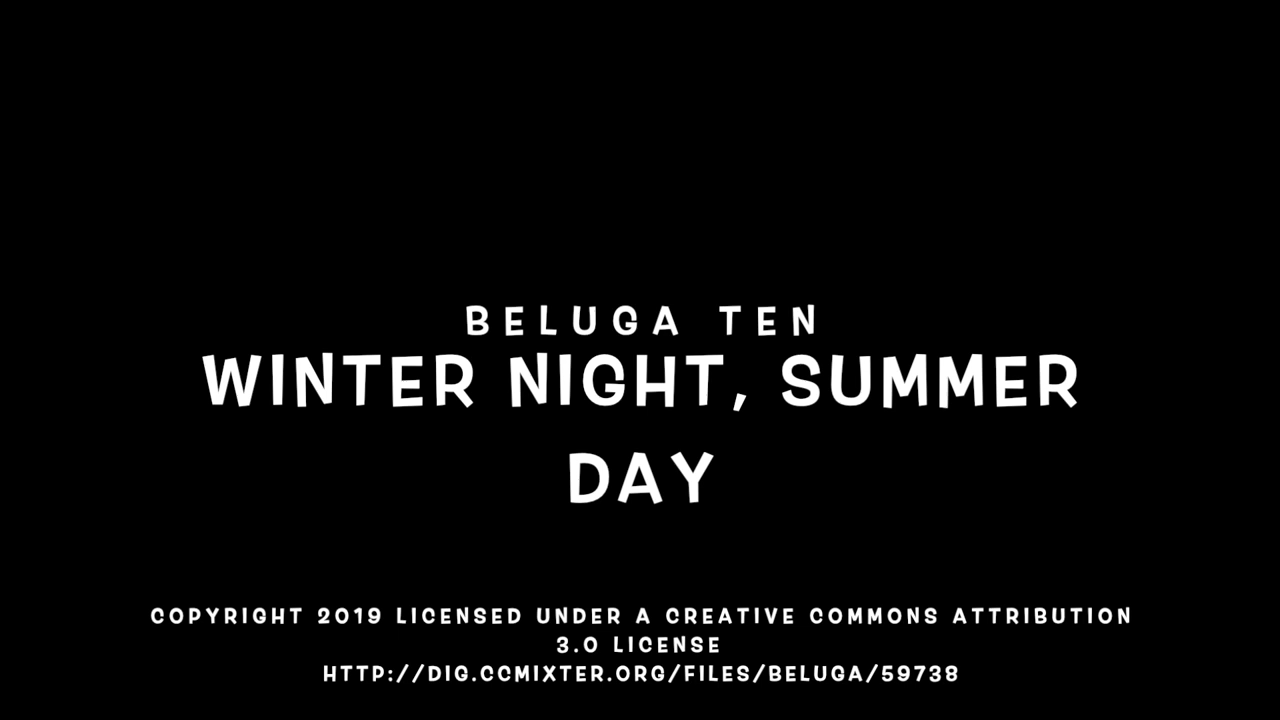 BELUGA TEN
WINTER NIGHT, SUMMER
DAY
COPYRIGHT 2019 LICENSED UNDER A CREATIVE COMMONS ATTRIBUTION
3.0 LICENSE
HTTP://DIG.CCMIXTER.ORG/FILES/BELUGA/59738